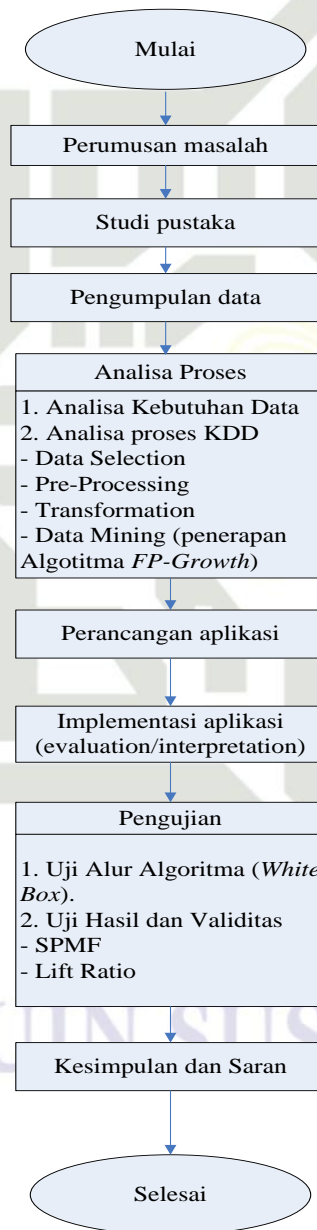 Mulai
Perumusan masalah
Studi pustaka
Pengumpulan data
Analisa Proses
1. Analisa Kebutuhan Data
2. Analisa proses KDD
- Data Selection
- Pre-Processing
- Transformation
- Data Mining (penerapan
Algotitma FP-Growth)
Perancangan aplikasi
Implementasi aplikasi
(evaluation/interpretation)
Pengujian
1. Uji Alur Algoritma (White
Box).
2. Uji Hasil dan Validitas
- SPMF
- Lift Ratio
UIN SUS
Kesimpulan dan Saran
Selesai